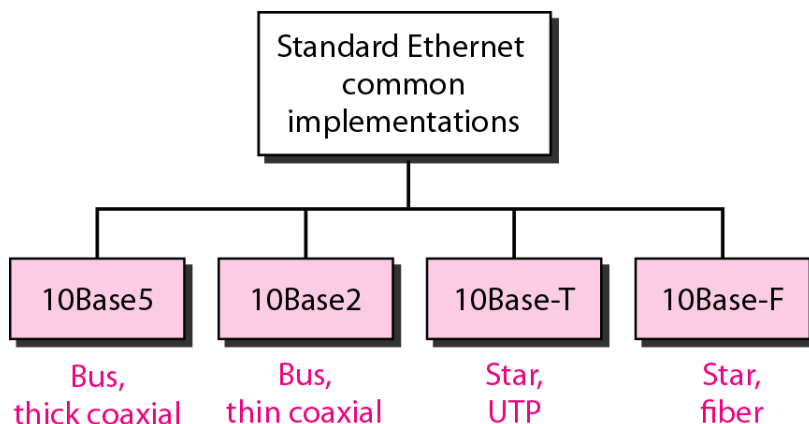 Standard Ethernet
common
implementations
10Base5
10Base2
10Base-T
10Base-F
Bus,
thick coaxial
Bus,
thin coaxial
Star,
UTP
Star,
fiber